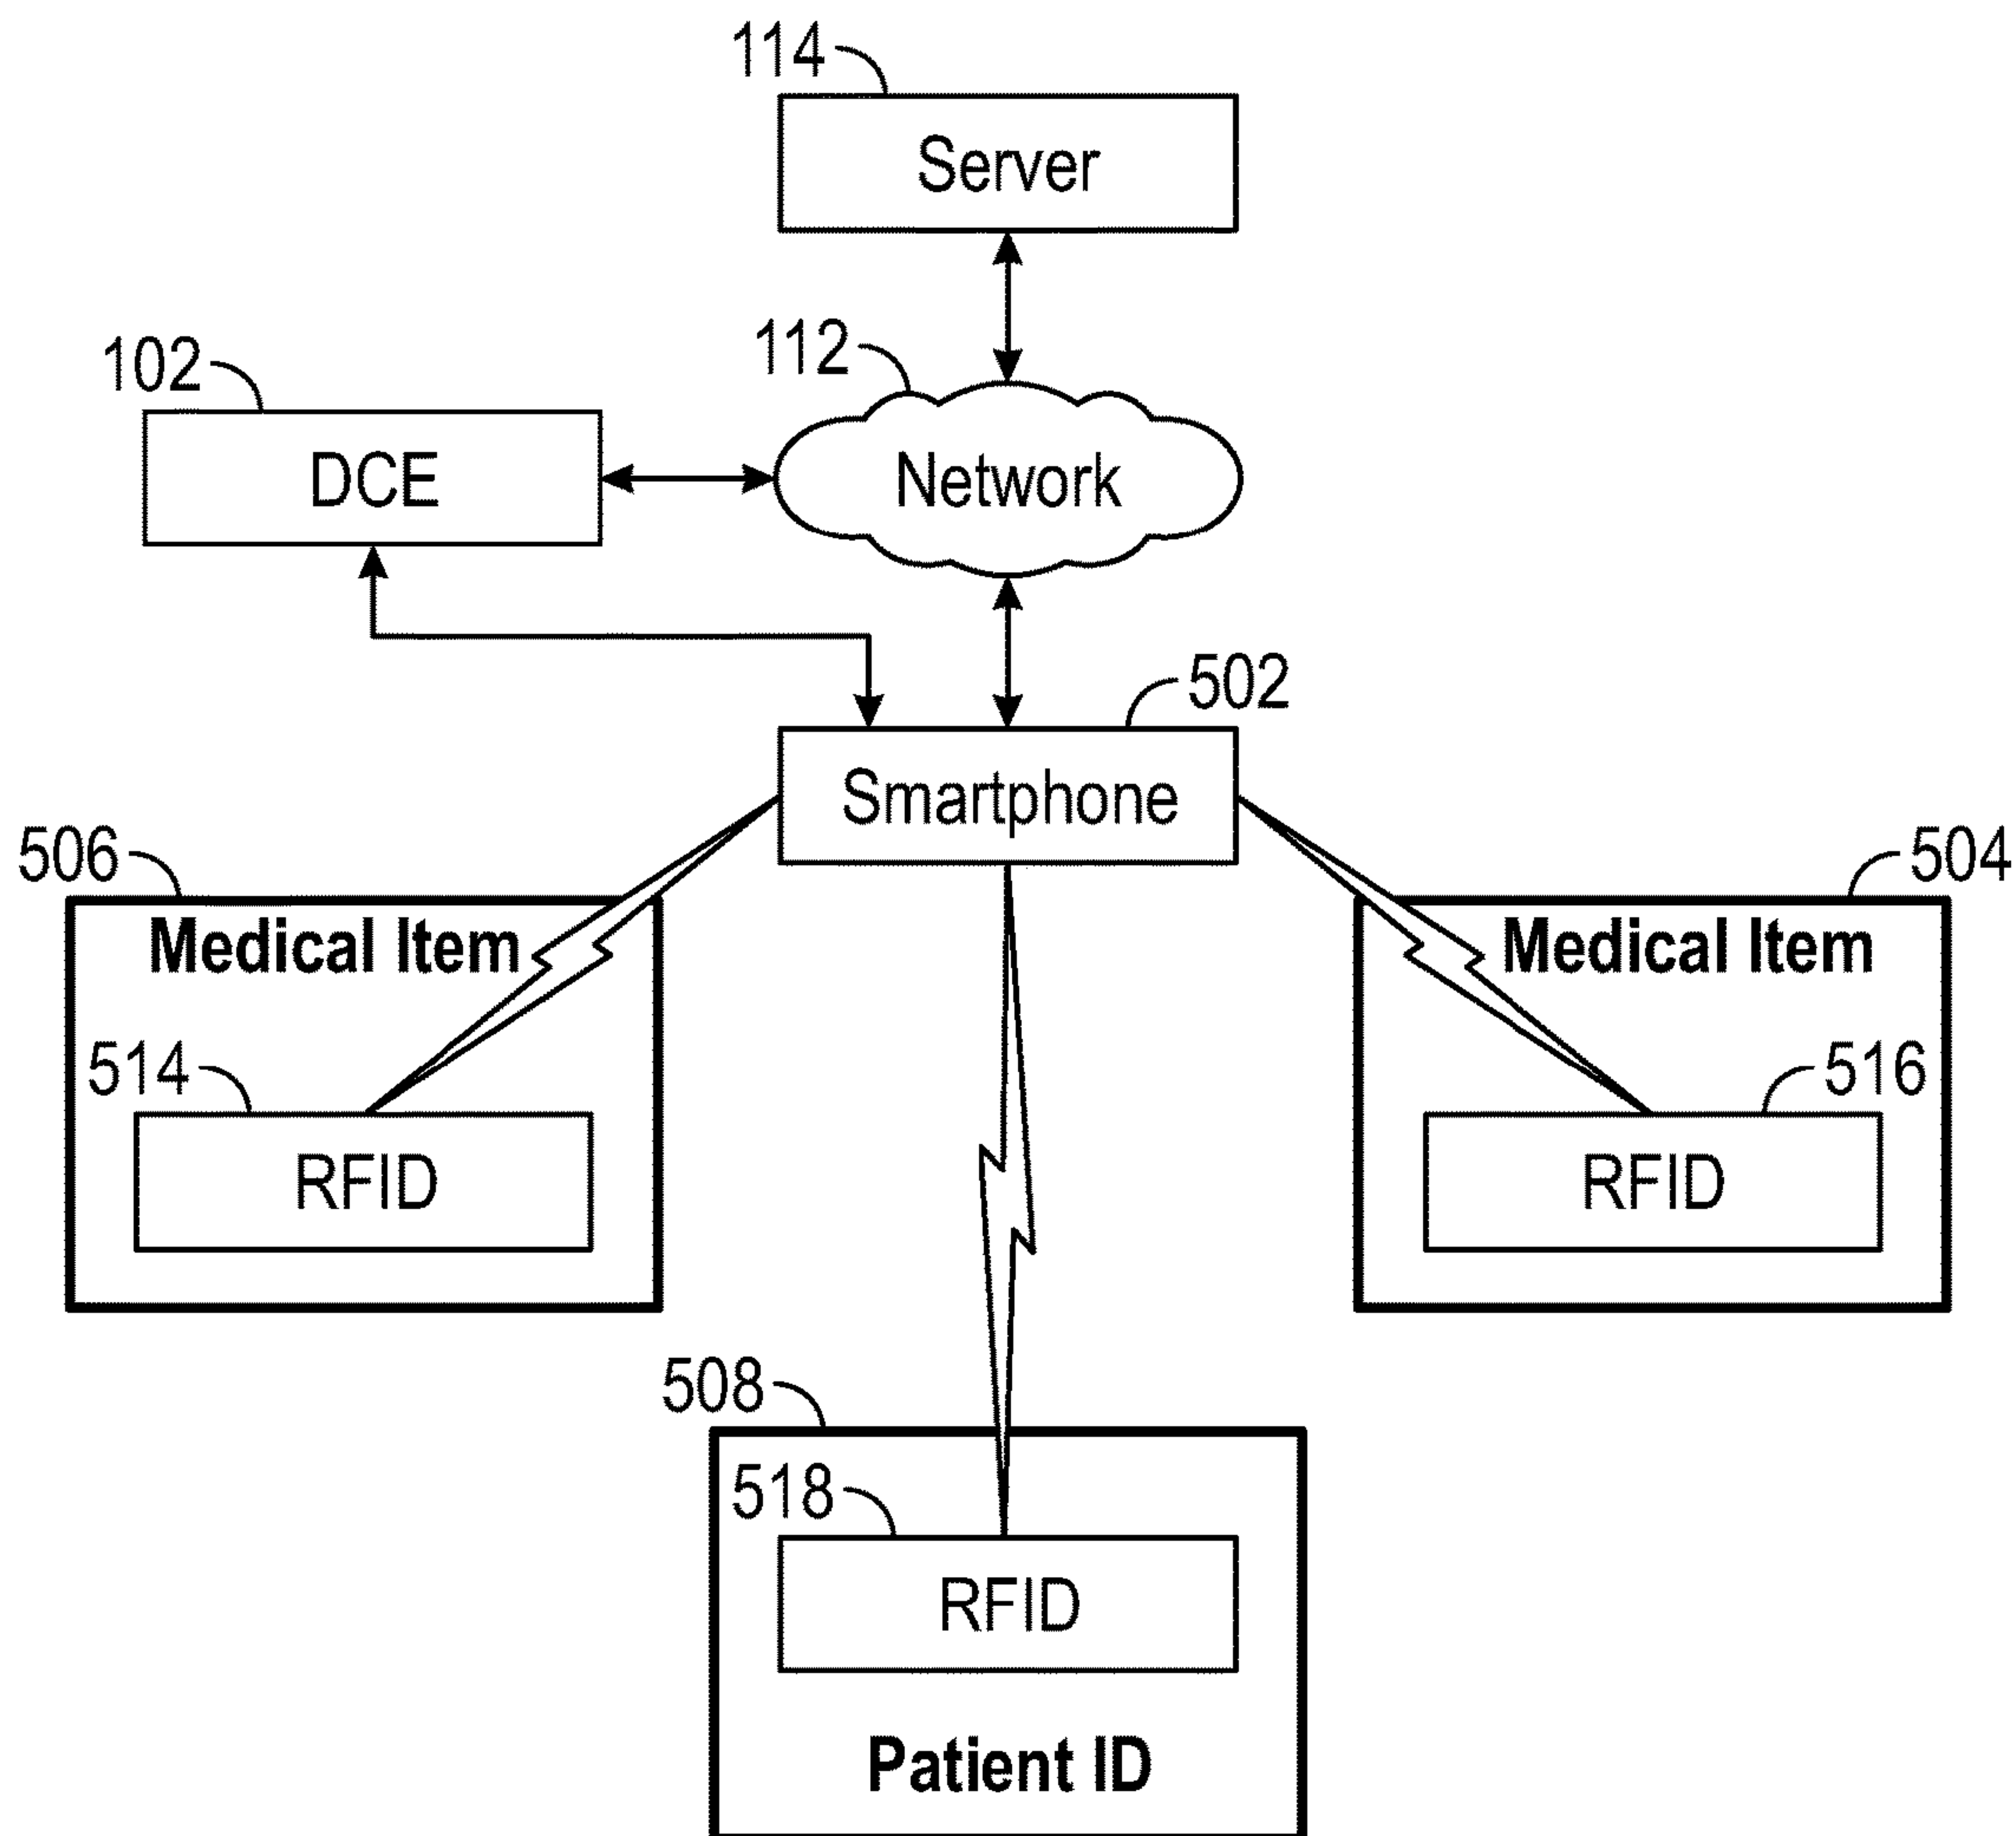 114
Server
112
102
Network
DCE
502
Smartphone
506
504
Medical Item
Medical Item
514
516
RFID
RFID
508
518
RFID
Patient ID